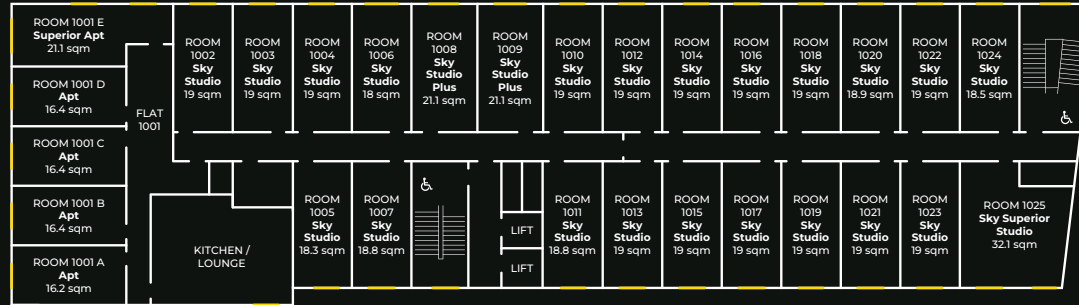 ROOM 1001 E
Superior Apt
21.1 sqm
ROOM 1001 D
Apt
16.4 sqm
ROOM 1001 C
Apt
16.4 sqm
ROOM 1001 B
Apt
16.4 sqm
ROOM 1001 A
Apt
16.2 sqm
FLAT
1001
KITCHEN /
LOUNGE
ROOM
1002
Sky
Studio
19 sqm
ROOM
1003
Sky
Studio
19 sqm
ROOM
1004
Sky
Studio
19 sqm
ROOM
1006
Sky
Studio
18 sqm
ROOM
1008
Sky
Studio
Plus
21.1 sqm
ROOM
1009
Sky
Studio
Plus
21.1 sqm
ROOM
1010
Sky
Studio
19 sqm
ROOM
1012
Sky
Studio
19 sqm
ROOM
1014
Sky
Studio
19 sqm
ROOM
1016
Sky
Studio
19 sqm
ROOM
1018
Sky
Studio
19 sqm
ROOM
1020
Sky
Studio
18.9 sqm
ROOM
1022
Sky
Studio
19 sqm
ROOM
1024
Sky
Studio
18.5 sqm
ROOM
1005
Sky
Studio
18.3 sqm
ROOM
1007
Sky
Studio
18.8 sqm
LIFT
LIFT
ROOM
1011
Sky
Studio
18.8 sqm
ROOM
1013
Sky
Studio
19 sqm
ROOM
1015
Sky
Studio
19 sqm
ROOM
1017
Sky
Studio
19 sqm
ROOM
1019
Sky
Studio
19 sqm
ROOM
1021
Sky
Studio
19 sqm
ROOM
1023
Sky
Studio
19 sqm
ROOM 1025
Sky Superior
Studio
32.1 sqm